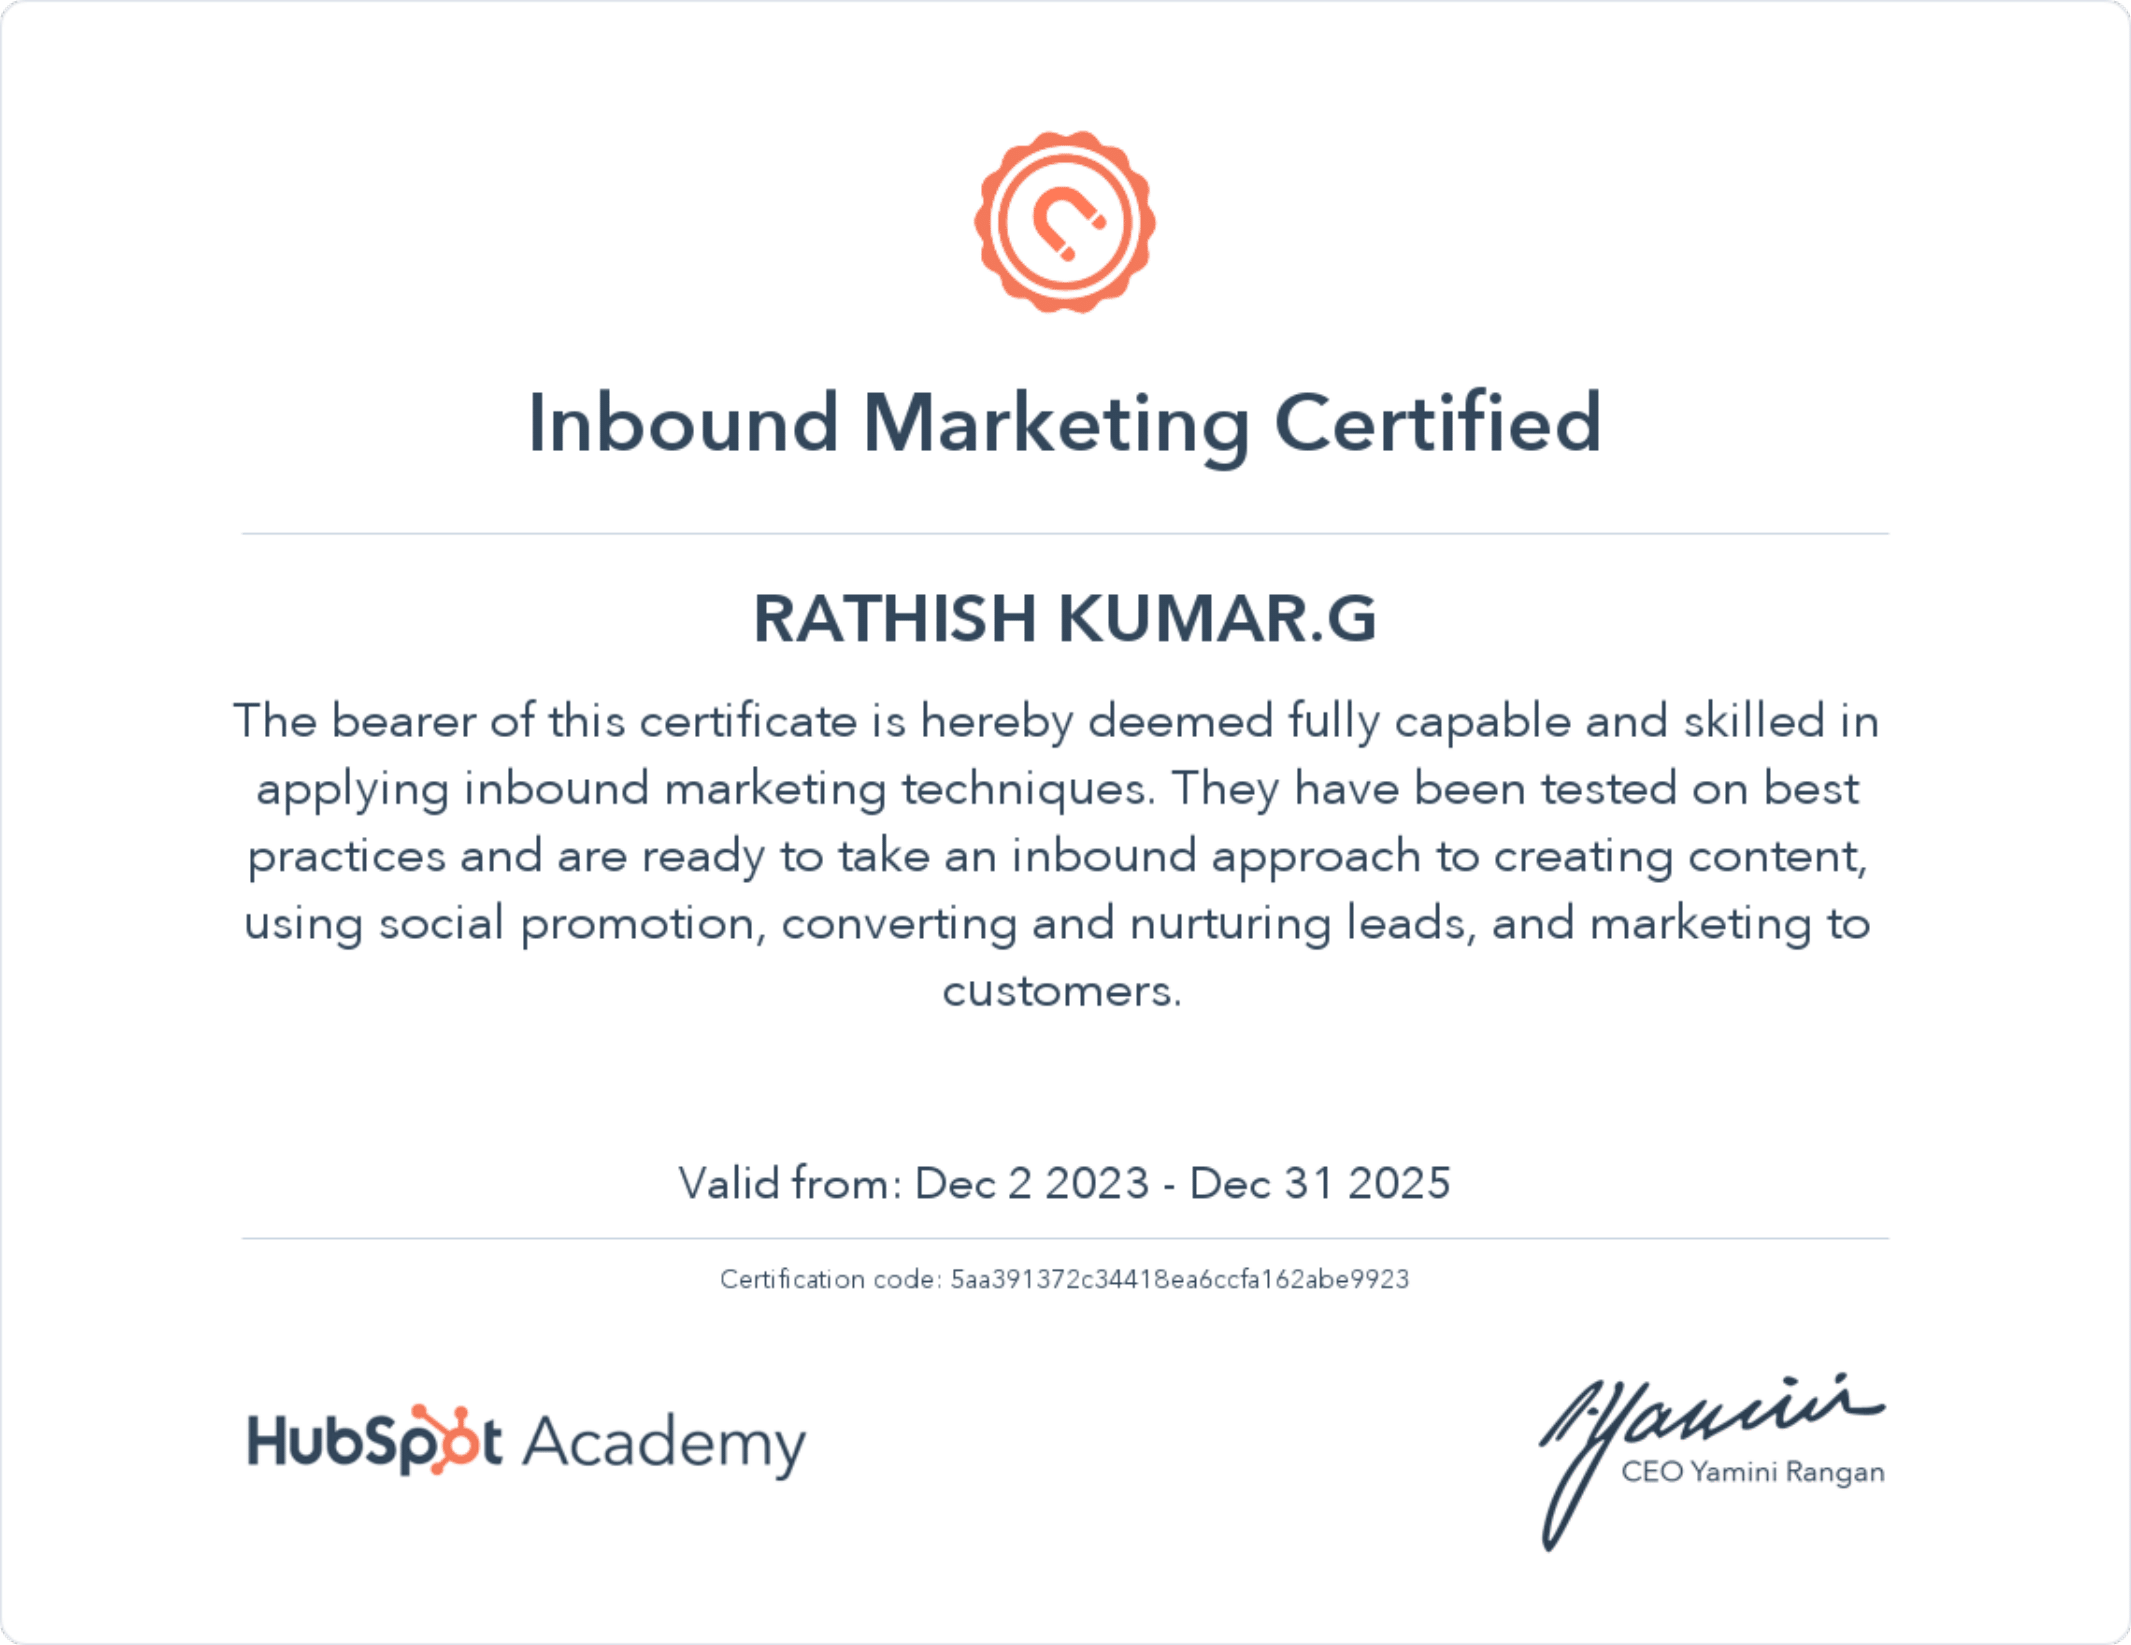 Inbound Marketing Certified
RATHISH KUMAR.G
The bearer of this certificate is hereby deemed fully capable and skilled in
applying inbound marketing techniques. They have been tested on best
practices and are ready to take an inbound approach to creating content,
using social promotion, converting and nurturing leads, and marketing to
customers.
Valid from: Dec 2 2023 - Dec 31 2025
Certification code: 5aa391372c34418ea6ccfa162abe9923
HubSpot Academy
Yamini
CEO Yamini Rangan